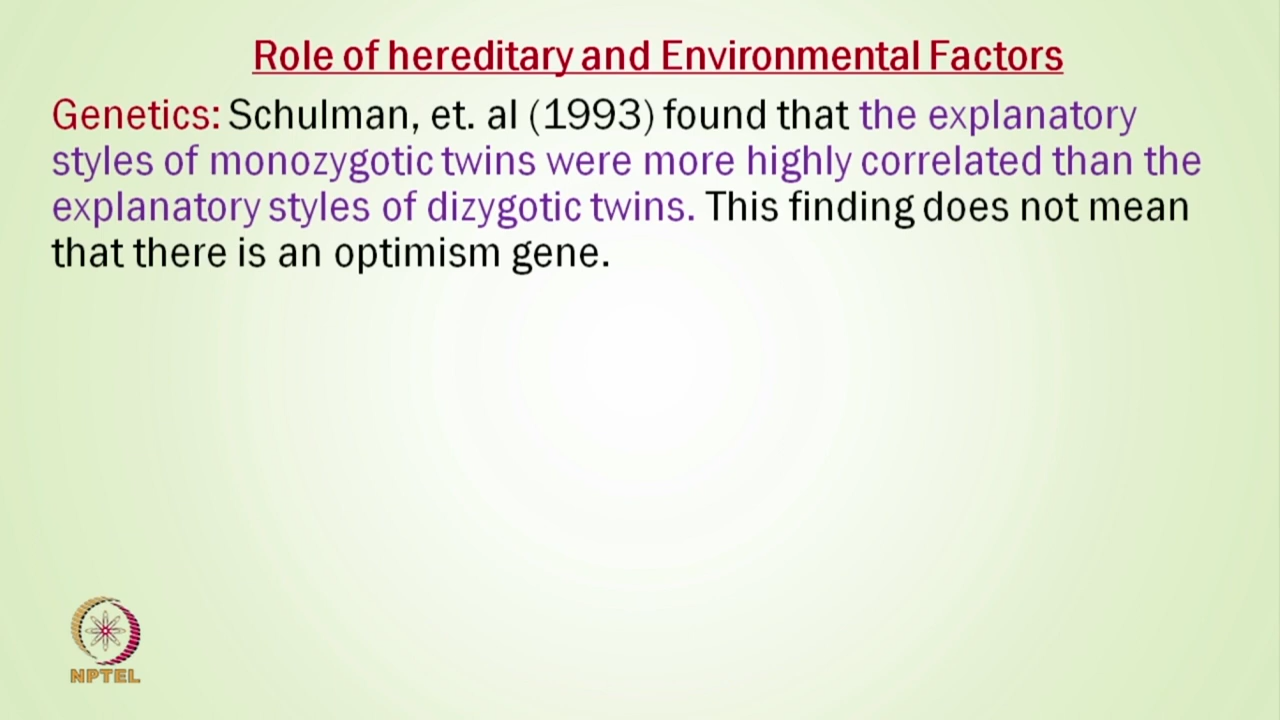 Role of hereditary and Environmental Factors
Genetics: Schulman, et. al (1993) found that the explanatory
styles of monozygotic twins were more highly correlated than the
explanatory styles of dizygotic twins. This finding does not mean
that there is an optimism gene.
NPTEL